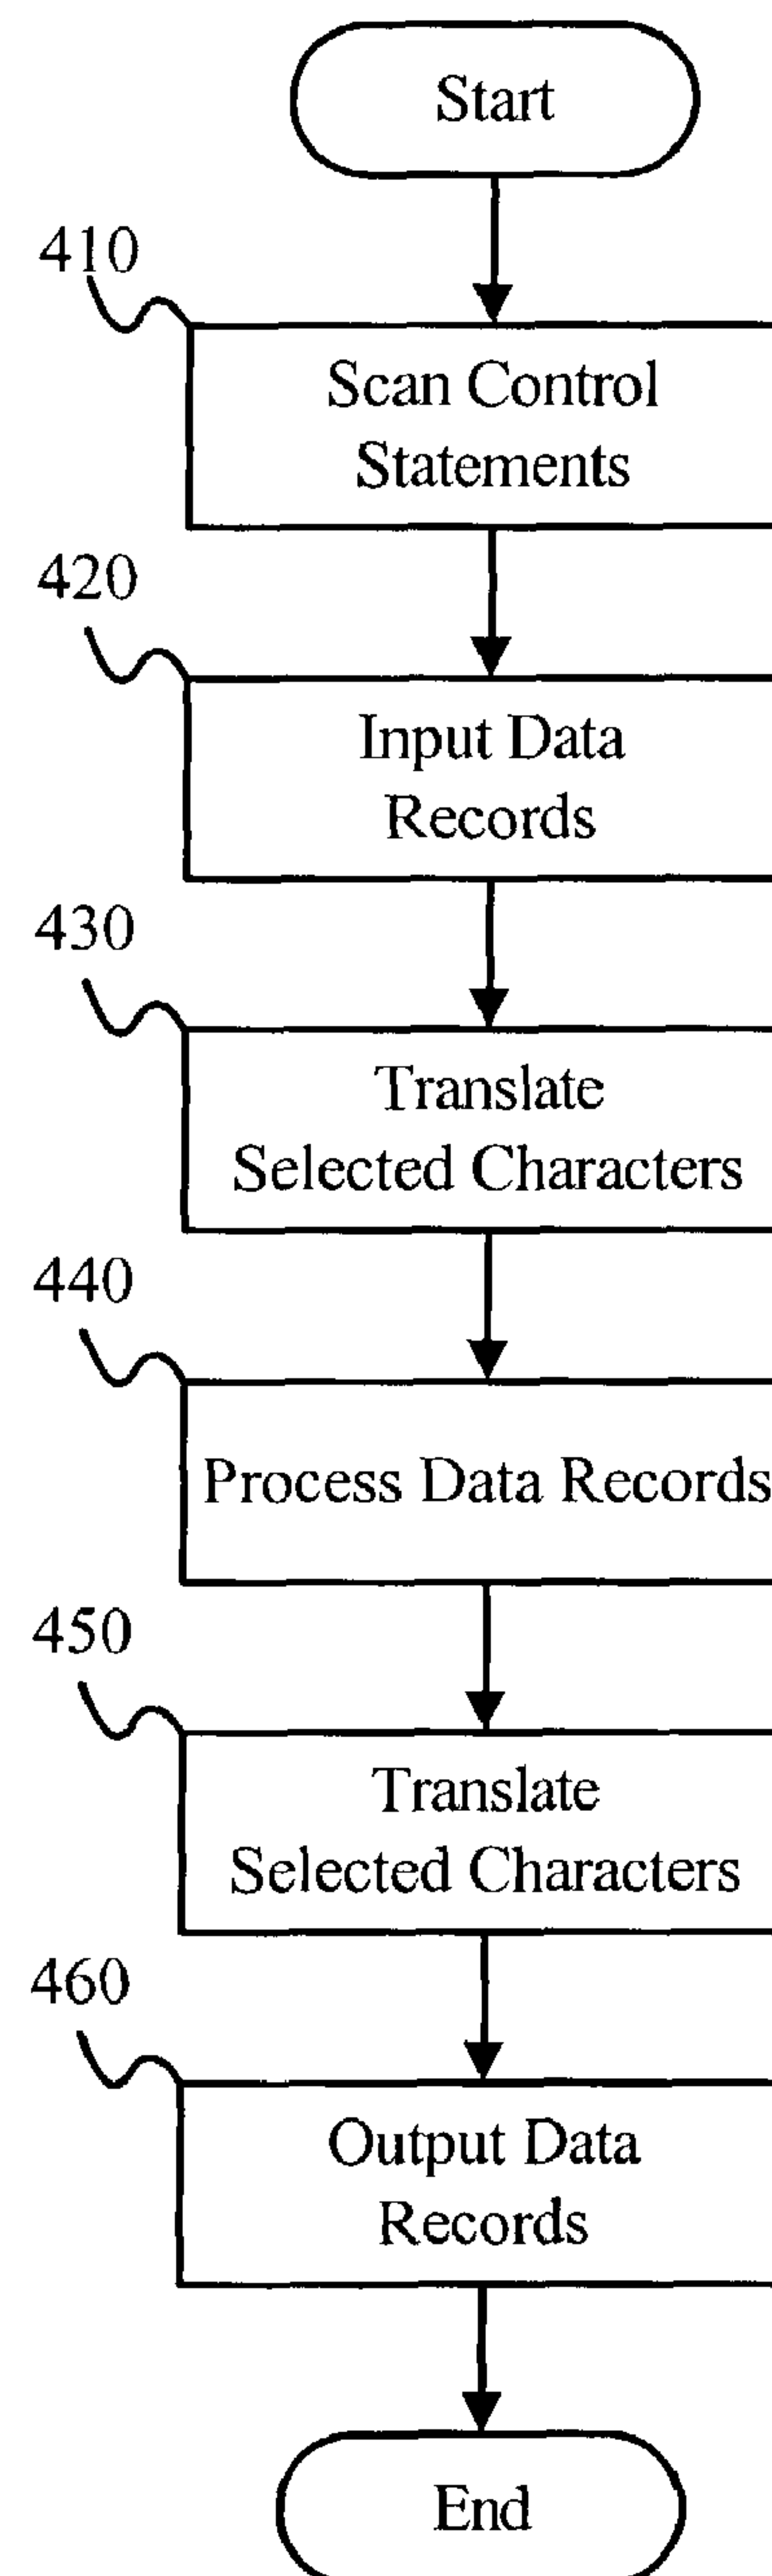 Start
410
Scan Control
Statements
420
Input Data
Records
430
Translate
Selected Characters
440
Process Data Records
450
Translate
Selected Characters
460
Output Data
Records
End